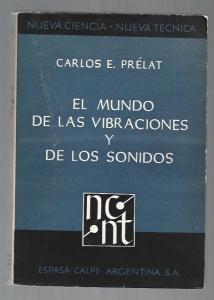 NUEVA CIENCIA - NUEVA TECNICA
CARLOS E. PRÉLAT
EL MUNDO
DE LAS VIBRACIONES
Y
DE LOS SONIDOS
nc
nt
ESPASA-CALPE ARGENTINA, S.A.